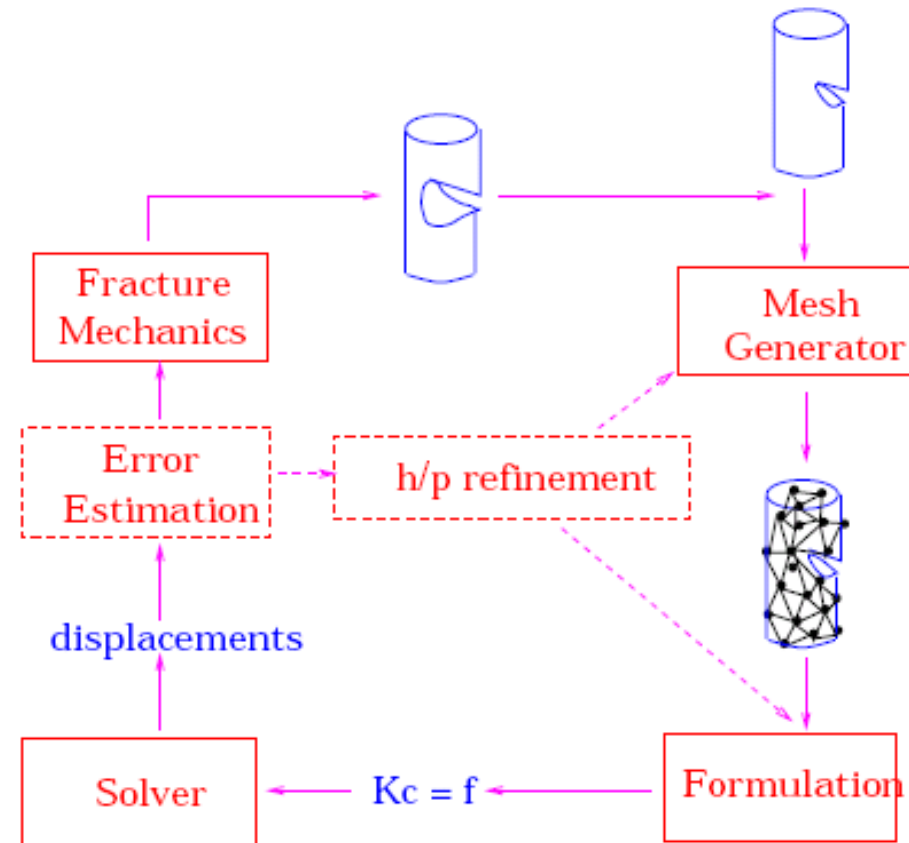 Fracture
Mechanics
Mesh
Generator
Error
Estimation
h/p refinement
displacements
Solver
Kc = f
Formulation